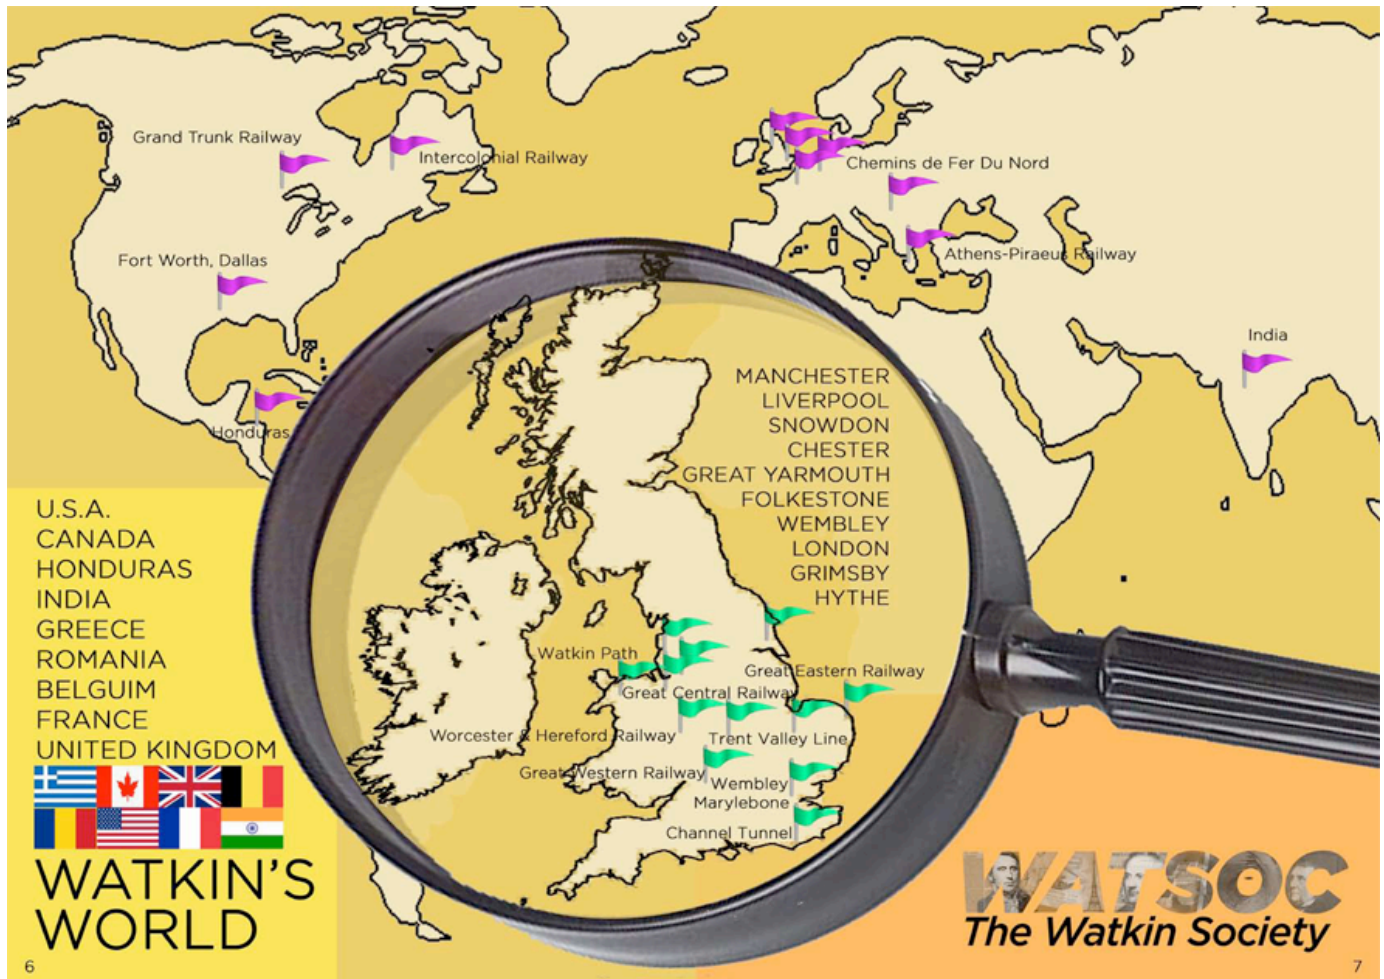 Grand Trunk Railway
Intercolonial Railway
Chemins de Fer Du Nord
Fort Worth, Dallas
Athens-Piraeus Railway
India
Honduras
MANCHESTER
LIVERPOOL
SNOWDON
CHESTER
GREAT YARMOUTH
FOLKESTONE
WEMBLEY
LONDON
GRIMSBY
HYTHE
U.S.A.
CANADA
HONDURAS
INDIA
GREECE
ROMANIA
BELGUIM
FRANCE
UNITED KINGDOM
Watkin Path
Great Eastern Railway
Great Central Railway
Worcester & Hereford Railway
Trent Valley Line
Great Western Railway
Wembley
Marylebone
Channel Tunnel
WATKIN'S
WORLD
WATSOC
The Watkin Society
6
7